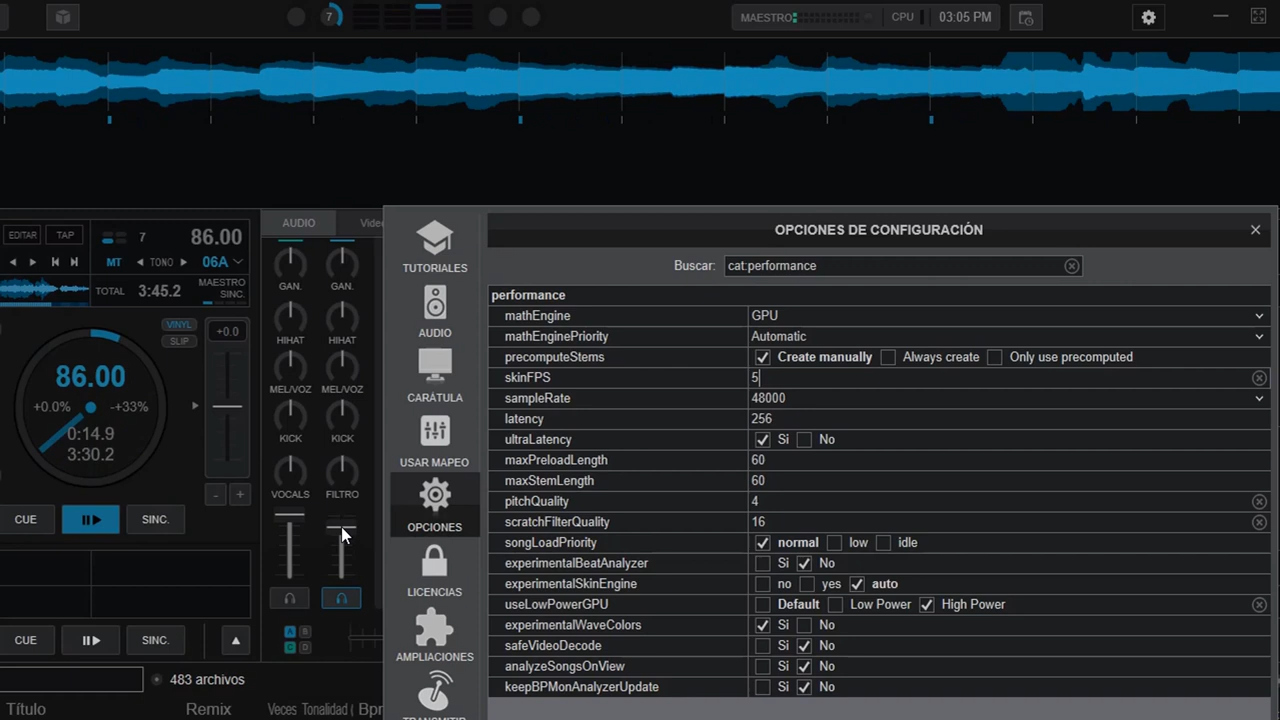 7
MAESTRO
CPU
03:05 PM
EDITAR TAP
7
86.00
MT
TONO
06A
TOTAL 3:45.2
MAESTRO
SINC.
VINYL
SLIP
+0.0
86.00
+0.0%
-+33%
0:14.9
3:30.2
- +
CUE
SINC.
CUE
SINC.
AUDIO
Vide
GAN. GAN.
HIHAT HIHAT
MEL/VOZ MEL/VOZ
KICK KICK
VOCALS FILTRO
A B
C D
483 archivos
Título Remix Veces Tonalidad ( Bpm
TUTORIALES
AUDIO
CARÁTULA
USAR MAPEO
OPCIONES
LICENCIAS
AMPLIACIONES
TRANSMITIR
OPCIONES DE CONFIGURACIÓN
Buscar: cat:performance
performance
mathEngine GPU
mathEnginePriority Automatic
precomputeStems Create manually Always create Only use precomputed
skinFPS 5
sampleRate 48000
latency 256
ultraLatency Si No
maxPreloadLength 60
maxStemLength 60
pitchQuality 4
scratchFilterQuality 16
songLoadPriority normal low idle
experimentalBeatAnalyzer Si No
experimentalSkinEngine no yes auto
useLowPowerGPU Default Low Power High Power
experimentalWaveColors Si No
safeVideoDecode Si No
analyzeSongsOnView Si No
keepBPMonAnalyzerUpdate Si No